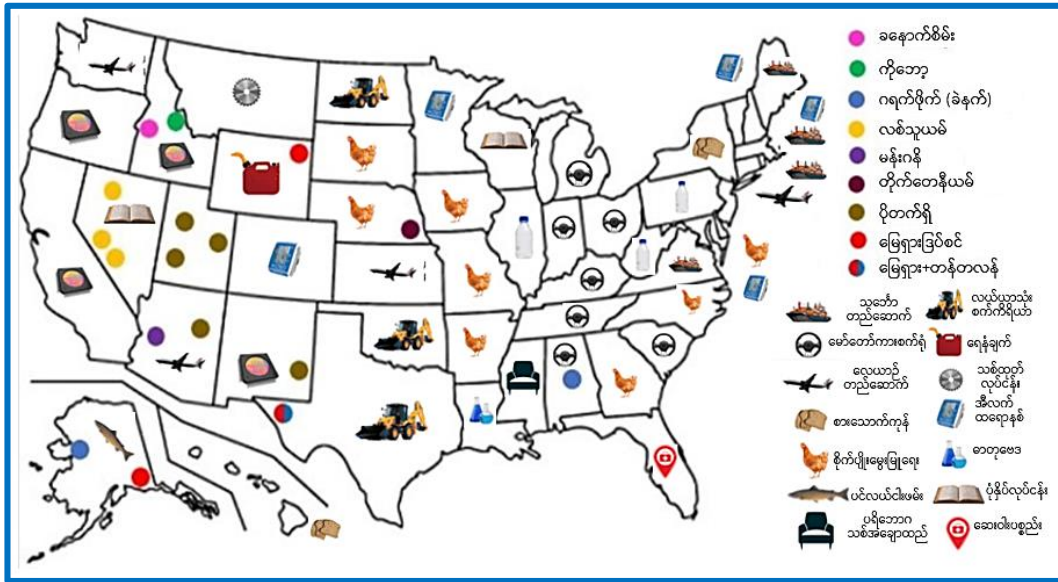 ခနောက်စိမ်း
ကိုဘော့
ဂရက်ဖိုက် (ခဲနက်)
လစ်သူယမ်
မန်းဂနိ
တိုက်တေနီယမ်
ပိုတက်ရှို
မြေရှားဒြပ်စင်
မြေရှား+တန်တလန်
သင်္ဘော
တည်ဆောက်
လယ်ယာသုံး
စက်ကိရိယာ
မော်တော်ကားစက်ရုံ
ရေနံချက်
လေယာဉ်
တည်ဆောက်
သစ်ထုတ်
လုပ်ငန်း
စားသောက်ကုန်
အီလက်
ထရောနစ်
စိုက်ပျိုးမွေးမြူရေး
ဓာတုဗေဒ
ပင်လယ်ငါးဖမ်း
ပုံနှိပ်လုပ်ငန်း
ပရိဘောဂ
သစ်အချောထည်
ဆေးဝါးပစ္စည်း